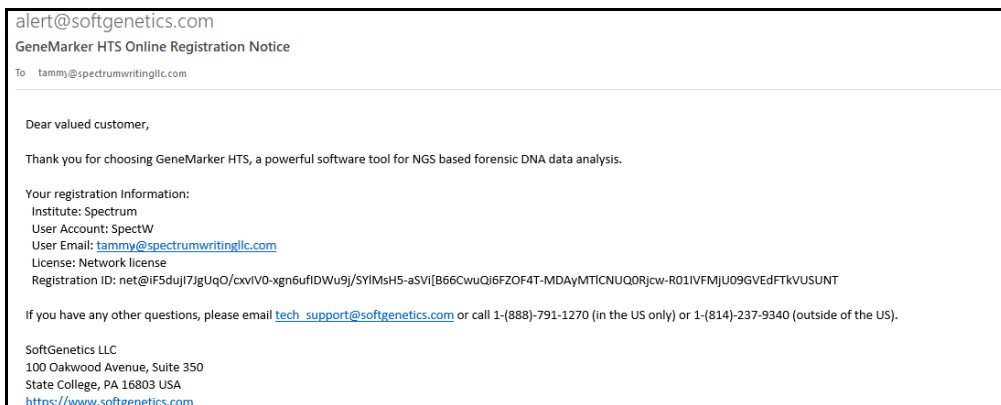 alert@softgenetics.com
GeneMarker HTS Online Registration Notice
To tammy@spectrumwritingllc.com
Dear valued customer,
Thank you for choosing GeneMarker HTS, a powerful software tool for NGS based forensic DNA data analysis.
Your registration Information:
Institute: Spectrum
User Account: SpectW
User Email: tammy@spectrumwritingllc.com
License: Network license
Registration ID: net@iF5dujI7JgUqO/cxvIV0-xgn6ufIDWu9j/SYlMsH5-aSVi[B66CwuQi6FZOF4T-MDAyMTlCNUQ0Rjcw-R01IVFMjU09GVEdFTkVUSUNT
If you have any other questions, please email tech_support@softgenetics.com or call 1-(888)-791-1270 (in the US only) or 1-(814)-237-9340 (outside of the US).
SoftGenetics LLC
100 Oakwood Avenue, Suite 350
State College, PA 16803 USA
https://www.softgenetics.com